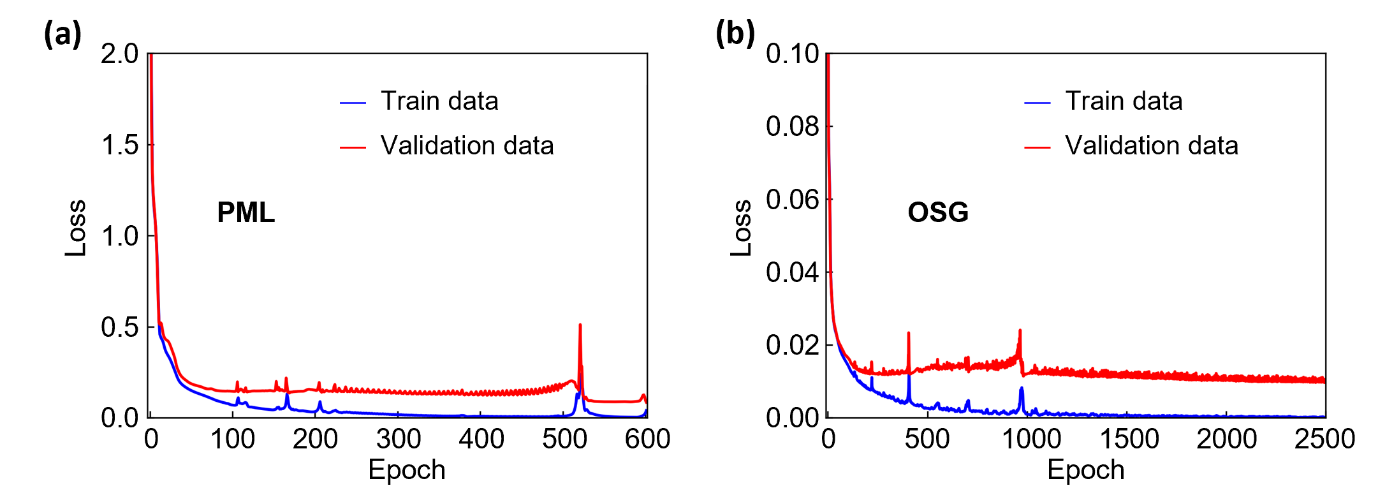 (a)
2.0
1.5
1.0
0.5
0.0
Loss
Train data
Validation data
PML
0 100 200 300 400 500 600
Epoch
(b)
0.10
0.08
0.06
0.04
0.02
0.00
Loss
Train data
Validation data
OSG
0 500 1000 1500 2000 2500
Epoch